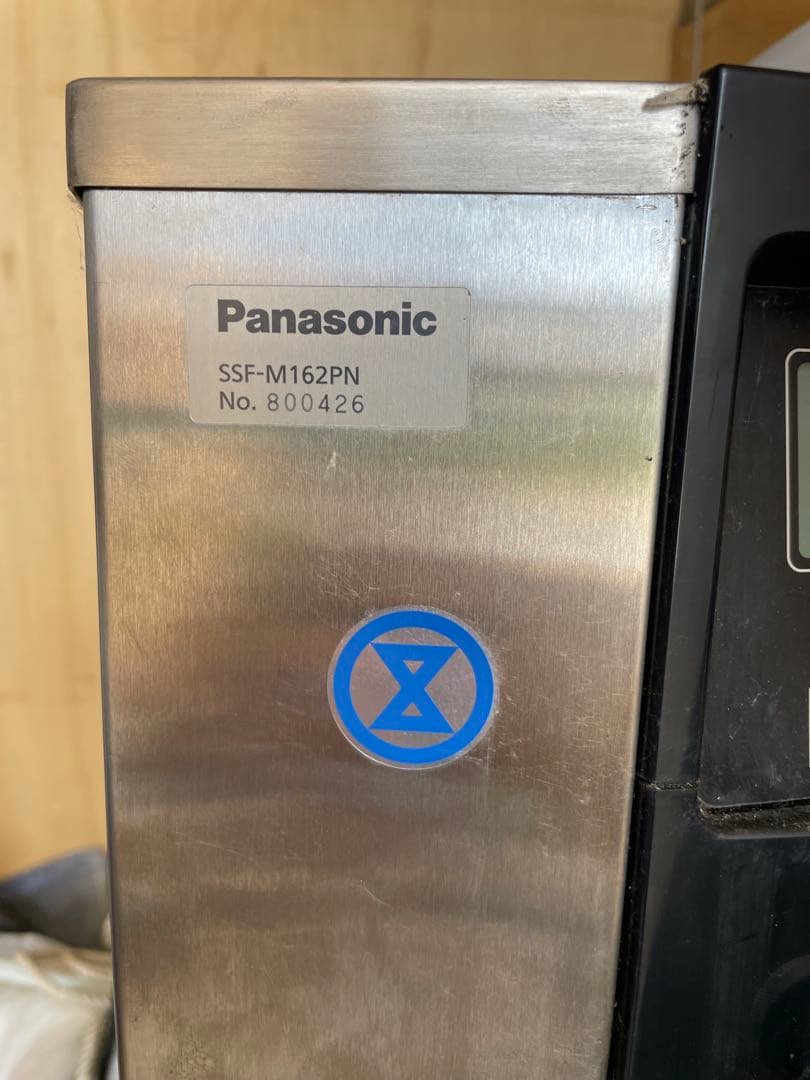 Panasonic
SSF-M162PN
No. 800426